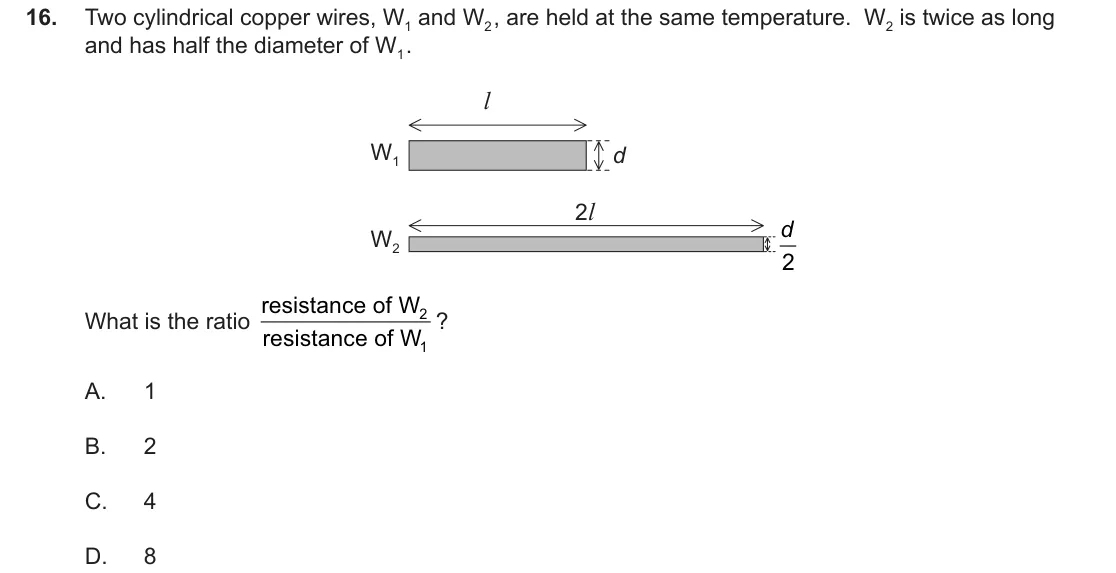 16. Two cylindrical copper wires, W₁ and W₂, are held at the same temperature. W₂ is twice as long
and has half the diameter of W₁.
l
W₁
d
2l
W₂
d
2
What is the ratio resistance of W₂
resistance of W₁ ?
A. 1
B. 2
C. 4
D. 8